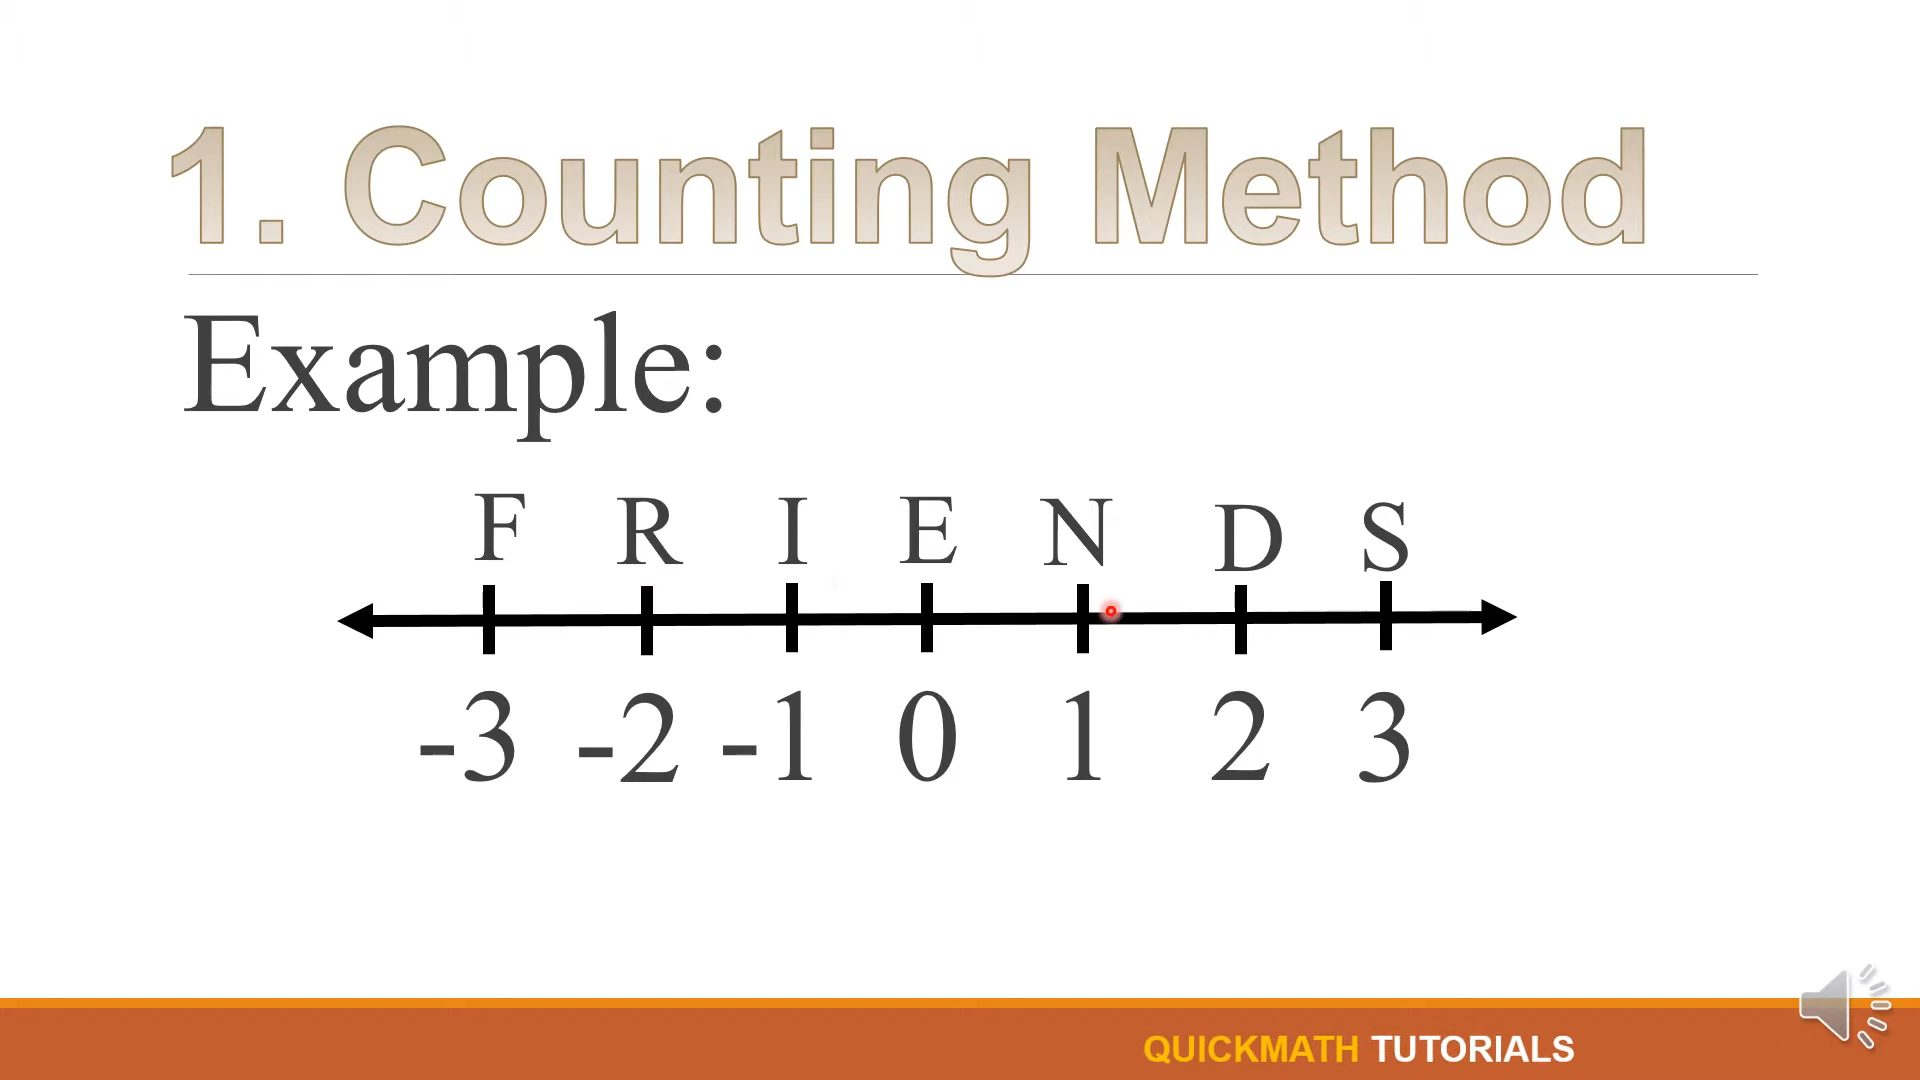 1. Counting Method
Example:
F R I E N D S
-3 -2 -1 0 1 2 3
QUICKMATH TUTORIALS